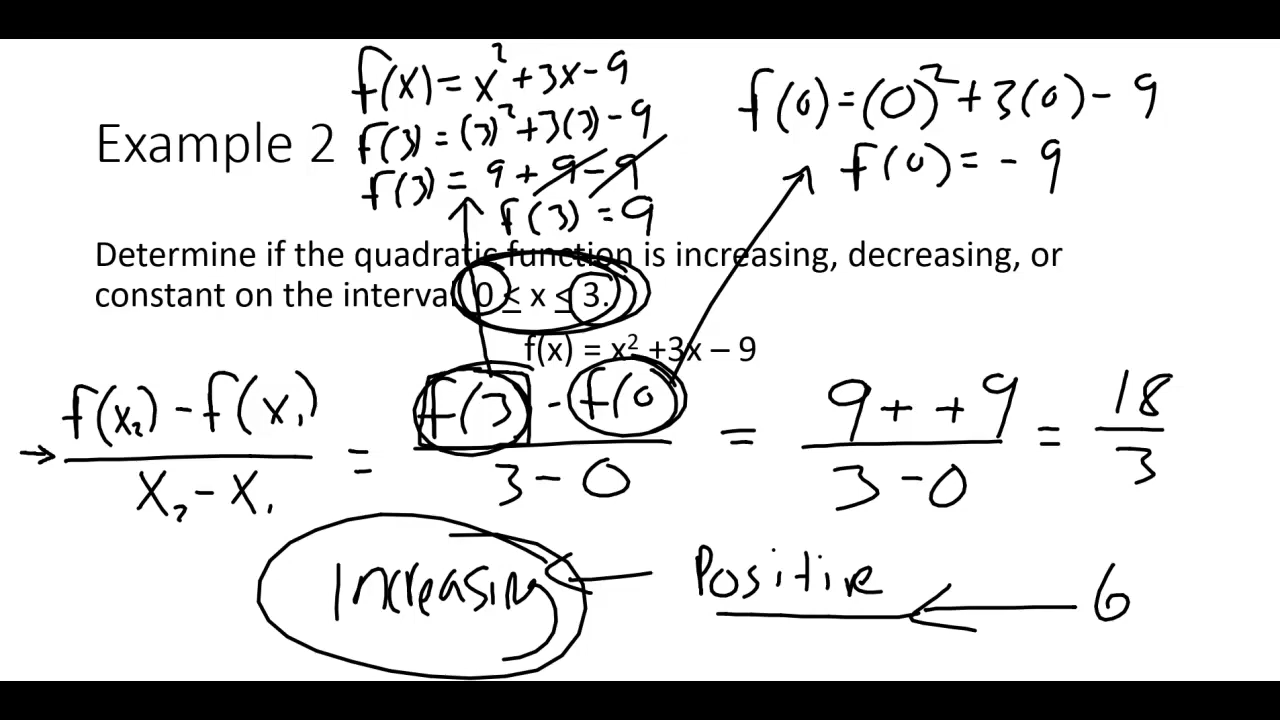 f(x) = x² + 3x - 9
Example 2
f(3) = (3)² + 3(3) - 9
f(3) = 9 + 9 - 9
f(3) = 9
f(0) = (0)² + 3(0) - 9
f(0) = - 9
Determine if the quadratic function is increasing, decreasing, or
constant on the interval 0 ≤ x ≤ 3.
f(x) = x² +3x – 9
f(x₂) - f(x₁) / x₂ - x₁ = f(3) - f(0) / 3 - 0 = 9 + + 9 / 3 - 0 = 18 / 3
Increasing ← Positive ← 6